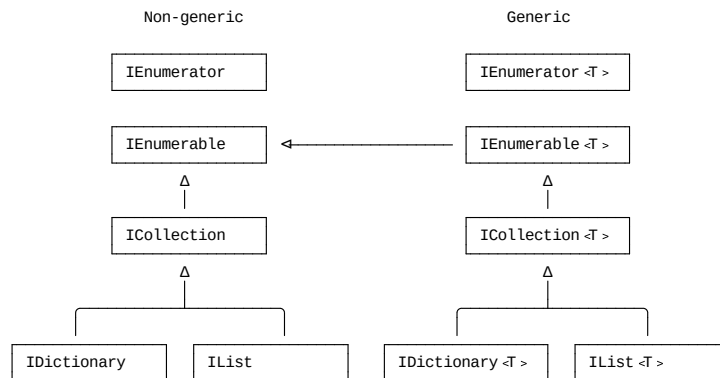 Non-generic Generic
IEnumerator IEnumerator <T>
IEnumerable IEnumerable <T>
ICollection ICollection <T>
IDictionary IList IDictionary <T> IList <T>